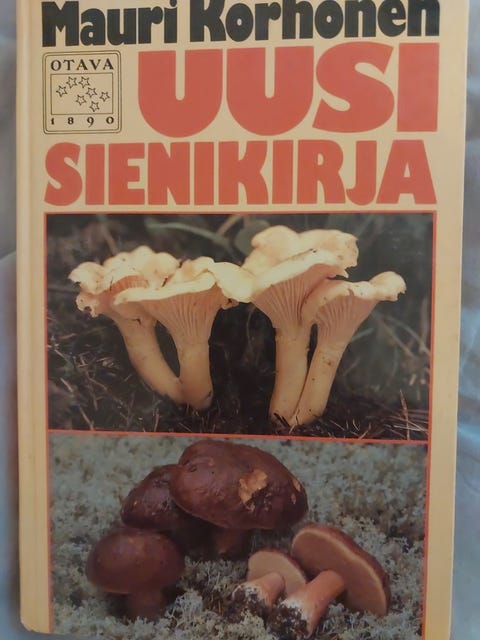 Mauri Korhonen
OTAVA
1890
UUSI
SIENIKIRJA